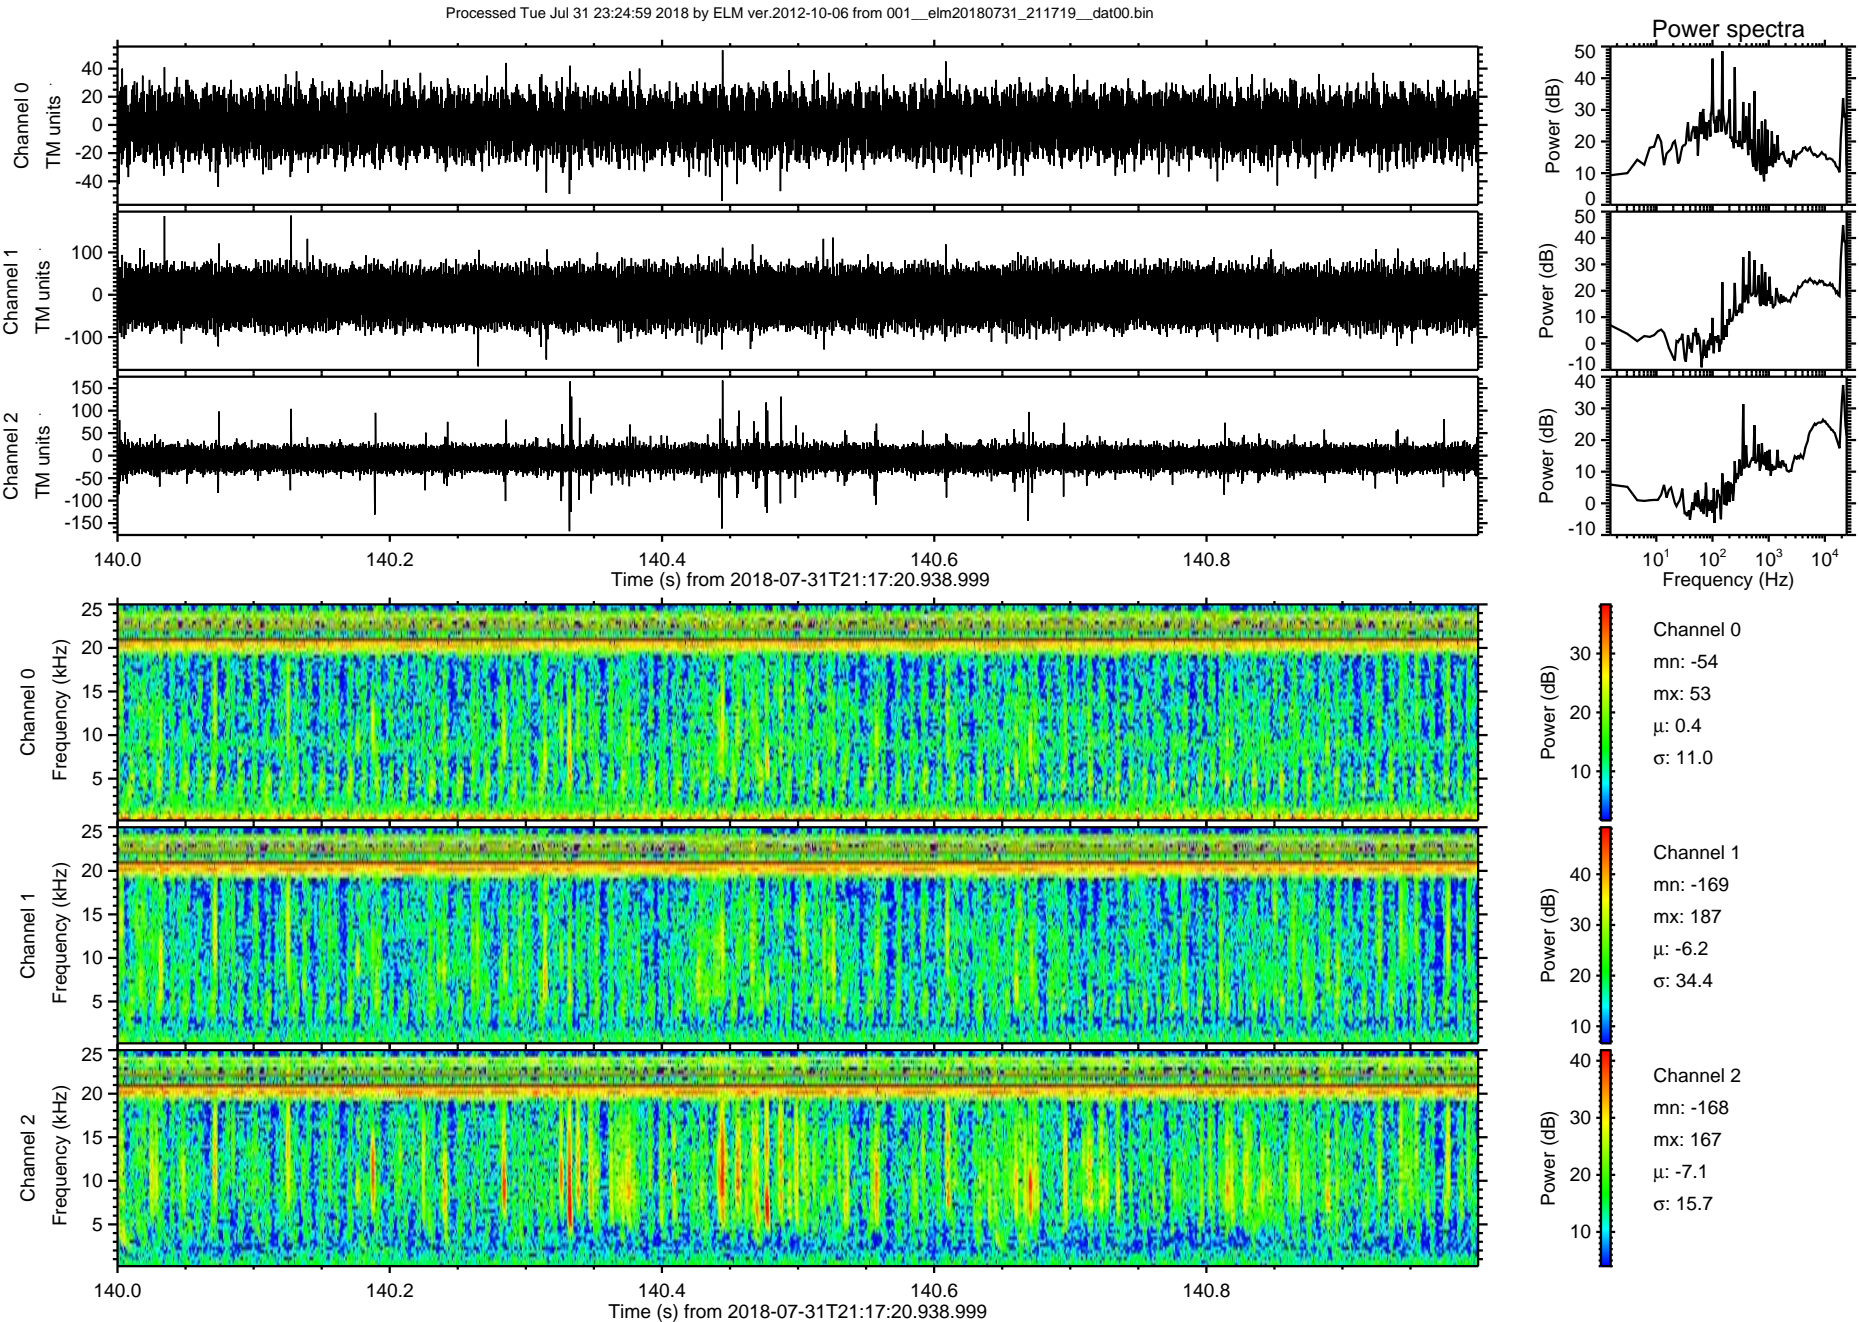 Processed Tue Jul 31 23:24:59 2018 by ELM ver.2012-10-06 from 001__elm20180731_211719__dat00.bin
Power spectra
Channel 0
TM units
40
20
0
-20
-40
Power (dB)
50
40
30
20
10
0
Channel 1
TM units
100
0
-100
Power (dB)
50
40
30
20
10
0
-10
Channel 2
TM units
150
100
50
0
-50
-100
-150
Power (dB)
40
30
20
10
0
-10
140.0 140.2 140.4 140.6 140.8
Time (s) from 2018-07-31T21:17:20.938.999
10^1 10^2 10^3 10^4
Frequency (Hz)
Channel 0
Frequency (kHz)
25
20
15
10
5
Power (dB)
30
20
10
Channel 0
mn: -54
mx: 53
μ: 0.4
σ: 11.0
Channel 1
Frequency (kHz)
25
20
15
10
5
Power (dB)
40
30
20
10
Channel 1
mn: -169
mx: 187
μ: -6.2
σ: 34.4
Channel 2
Frequency (kHz)
25
20
15
10
5
Power (dB)
40
30
20
10
Channel 2
mn: -168
mx: 167
μ: -7.1
σ: 15.7
140.0 140.2 140.4 140.6 140.8
Time (s) from 2018-07-31T21:17:20.938.999